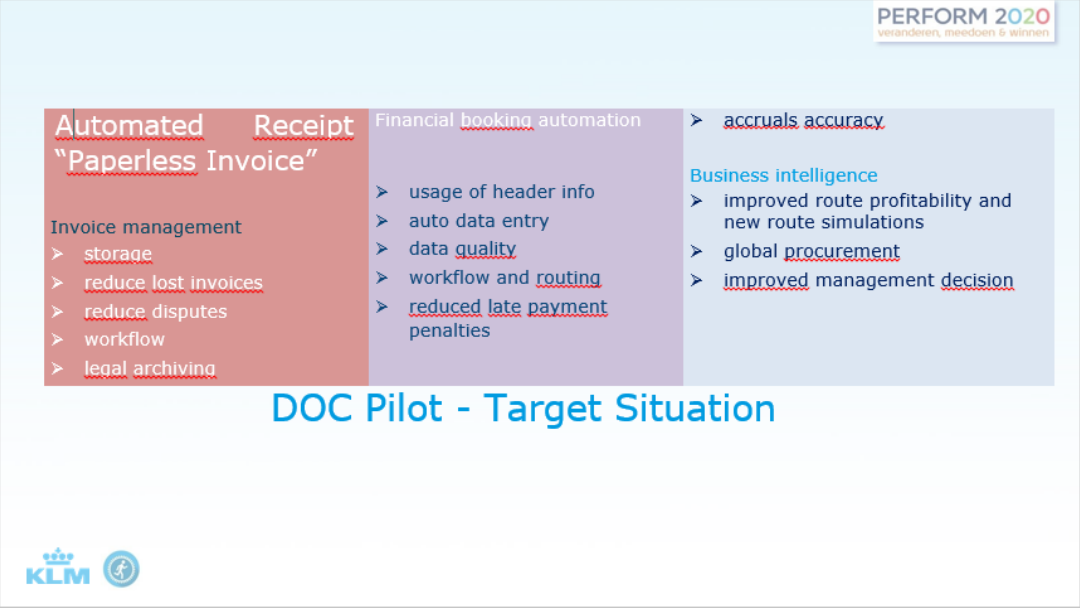 PERFORM 2020
veranderen, meedoen & winnen
Automated Receipt
“Paperless Invoice”
Invoice management
➢ storage
➢ reduce lost invoices
➢ reduce disputes
➢ workflow
➢ legal archiving
Financial booking automation
➢ usage of header info
➢ auto data entry
➢ data quality
➢ workflow and routing
➢ reduced late payment
penalties
➢ accruals accuracy
Business intelligence
➢ improved route profitability and
new route simulations
➢ global procurement
➢ improved management decision
DOC Pilot - Target Situation
KLM